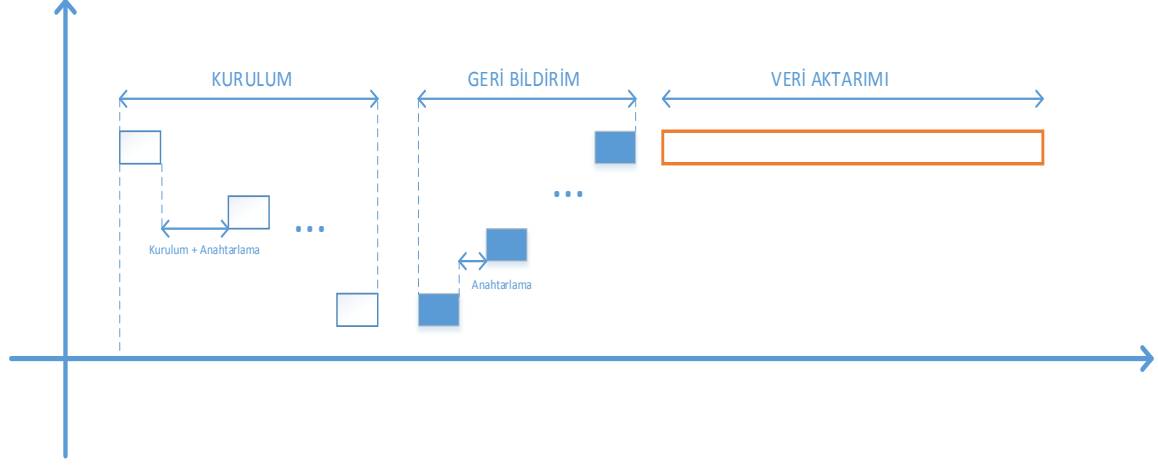 KURULUM
GERİ BİLDİRİM
VERİ AKTARIMI
...
...
Kurulum + Anahtarlama
Anahtarlama